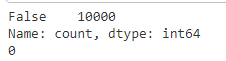 False    10000
Name: count, dtype: int64
0